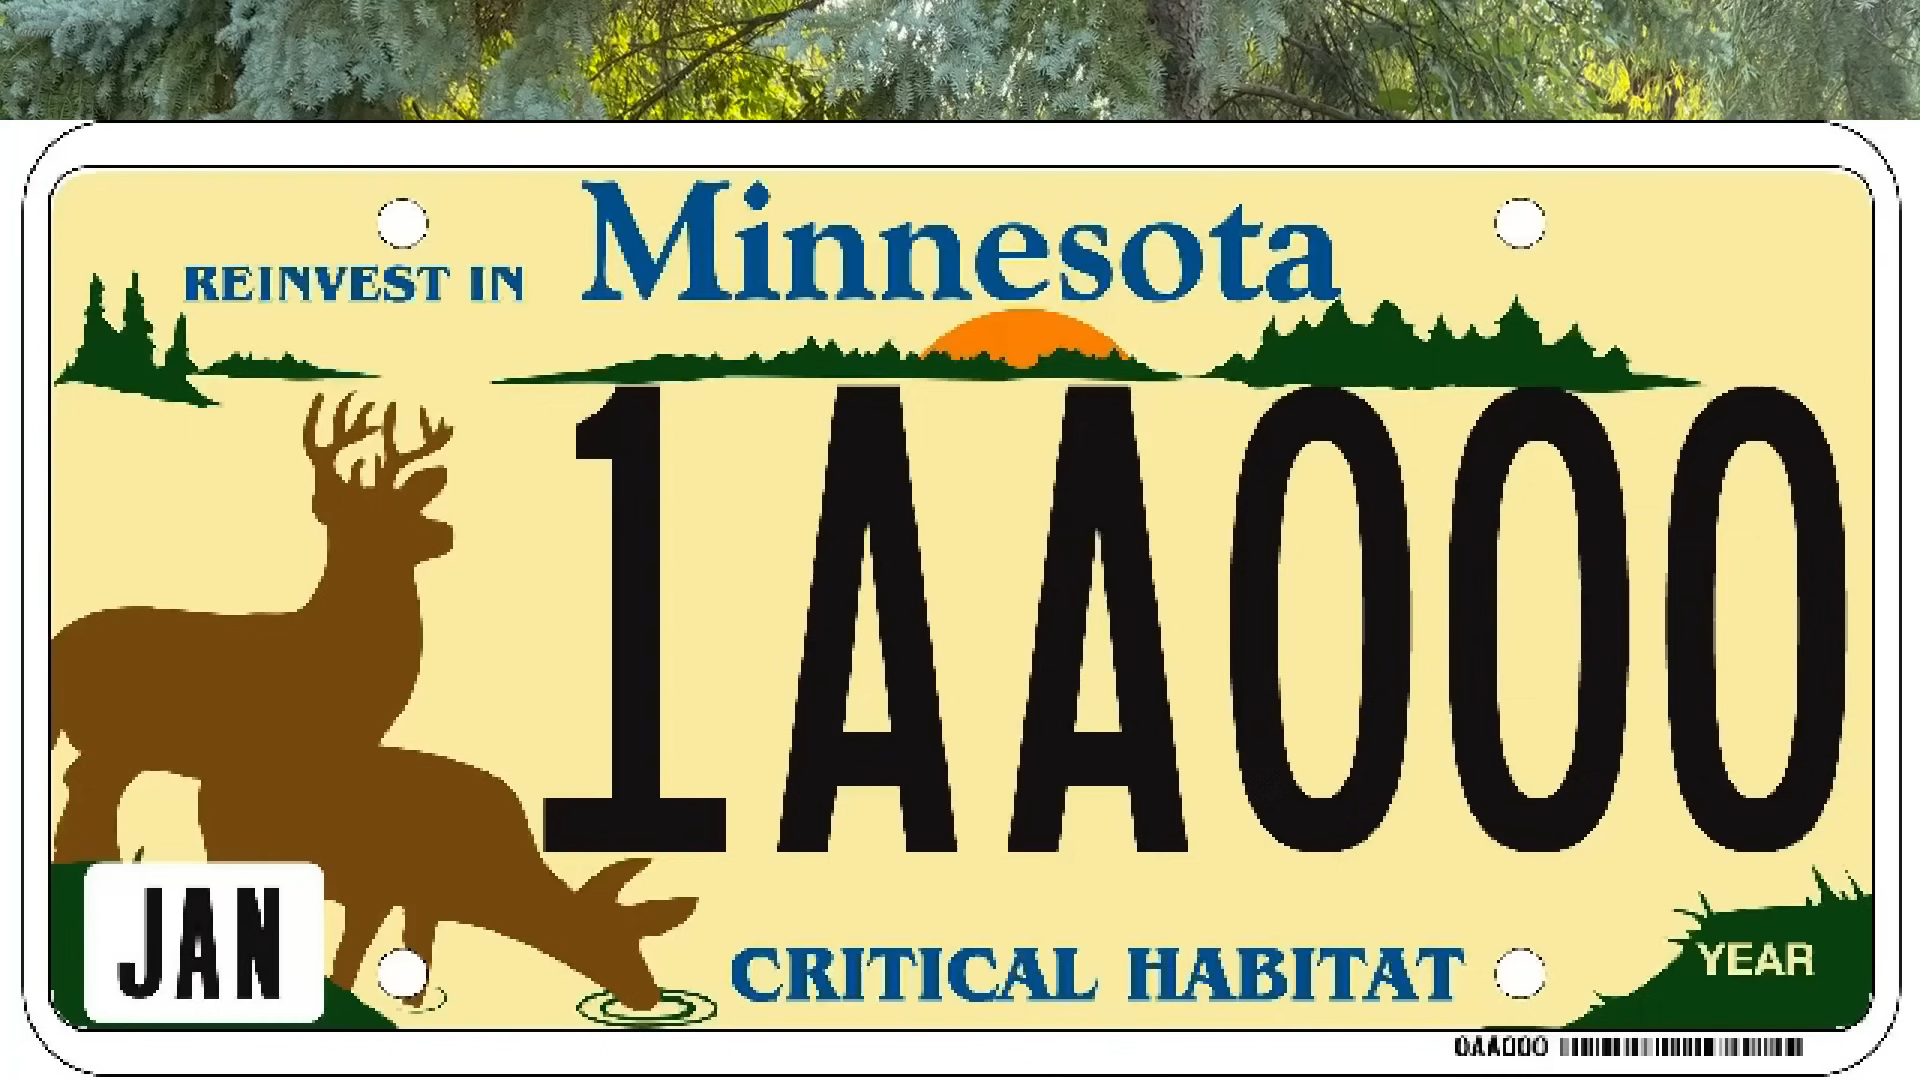 Minnesota
REINVEST IN
1AA000
JAN
CRITICAL HABITAT
YEAR
0AA000